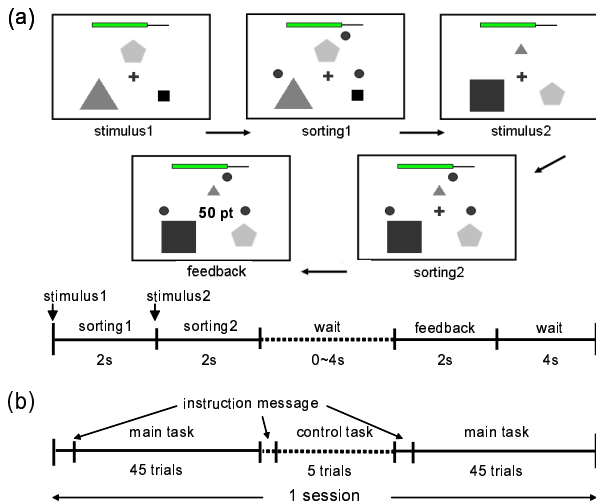 (a)
stimulus1
sorting1
stimulus2
50 pt
feedback
sorting2
stimulus1
stimulus2
sorting1
sorting2
wait
feedback
wait
2s
2s
0~4s
2s
4s
(b)
instruction message
main task
control task
main task
45 trials
5 trials
45 trials
1 session